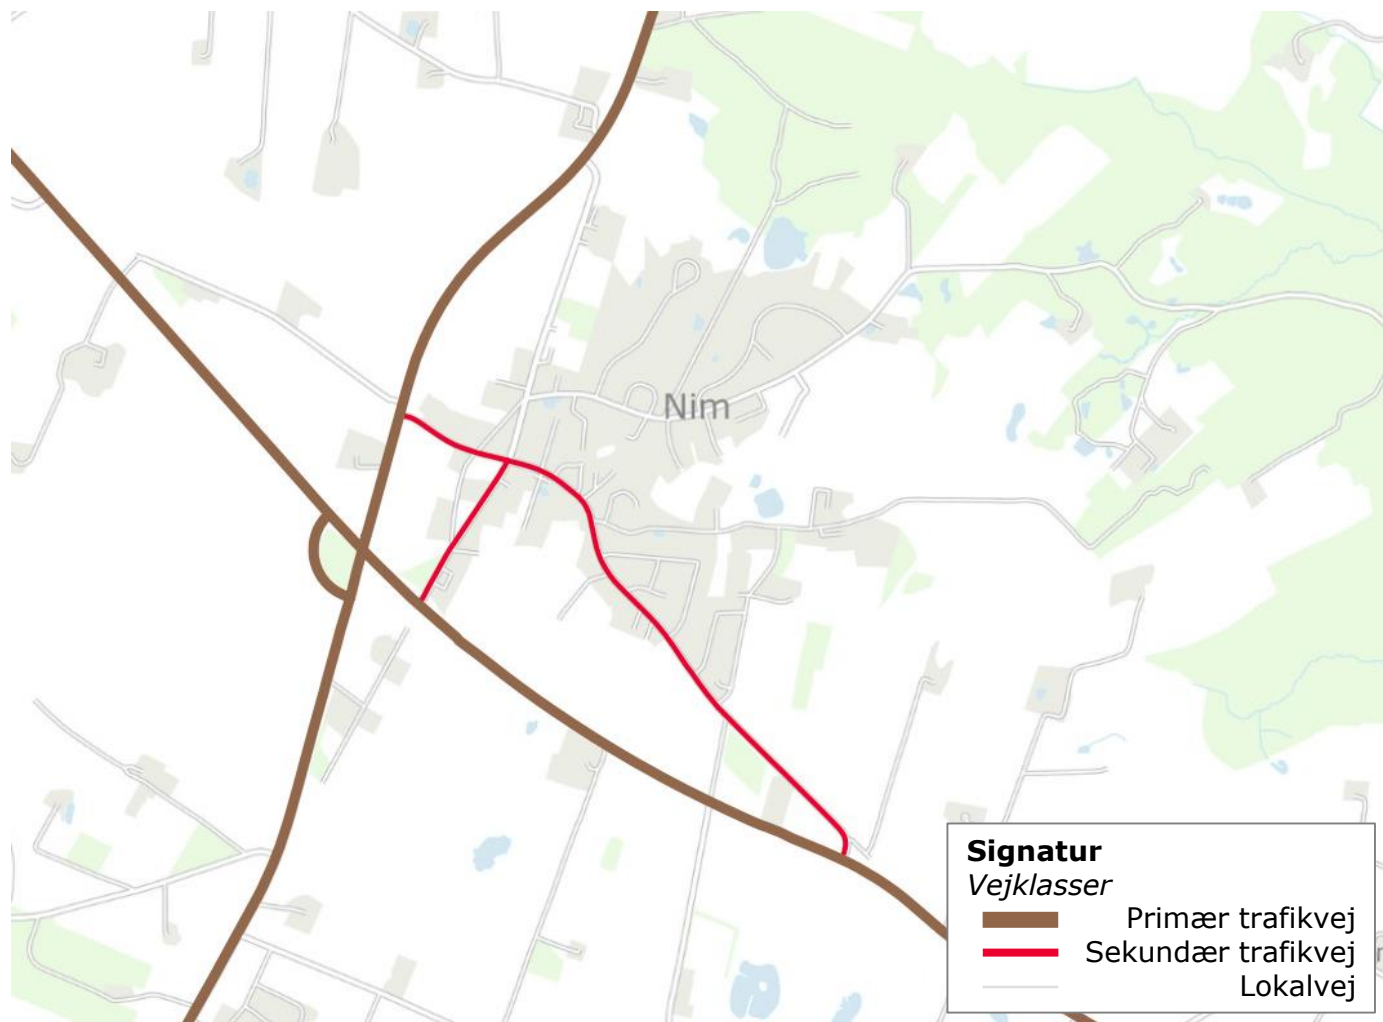 Nim
Signatur
Vejklasser
Primær trafikvej
Sekundær trafikvej
Lokalvej